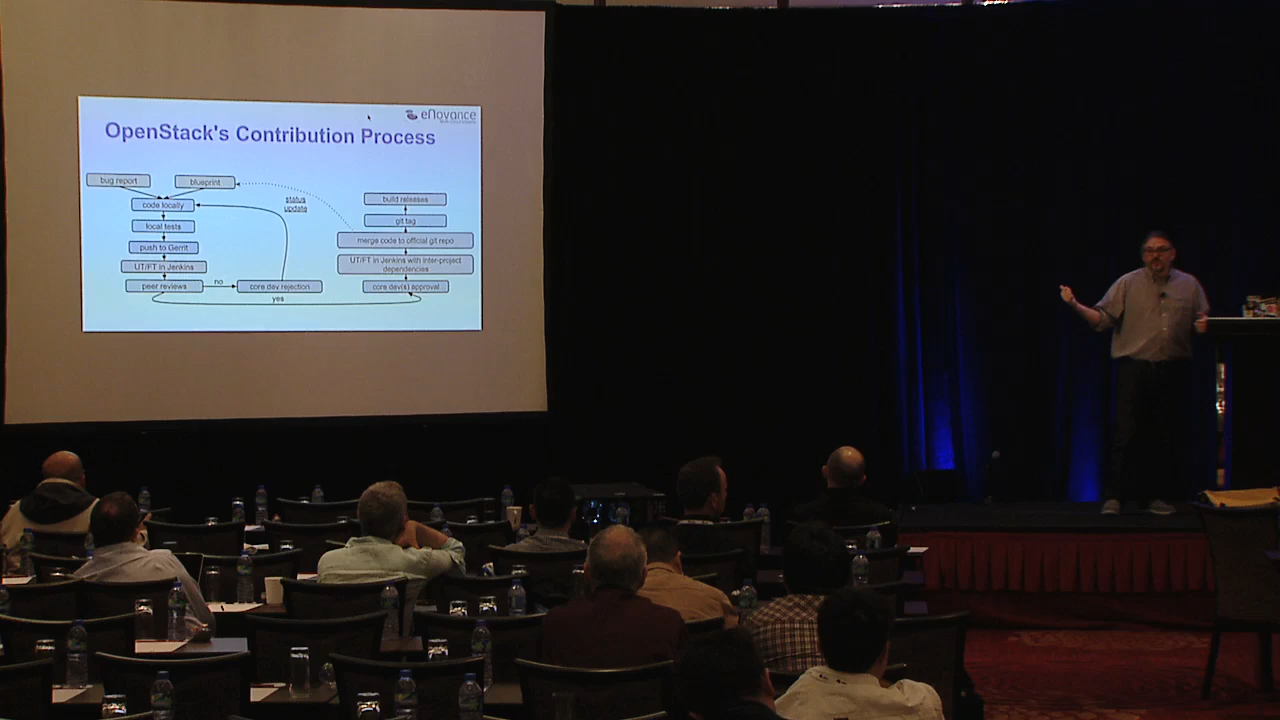 eNovance
OpenStack's Contribution Process
bug report
blueprint
code locally
local tests
push to Gerrit
UT/FT in Jenkins
peer reviews
no
core dev rejection
yes
status
update
build releases
git tag
merge code to official git repo
UT/FT in Jenkins with inter-project
dependencies
core dev(s) approval